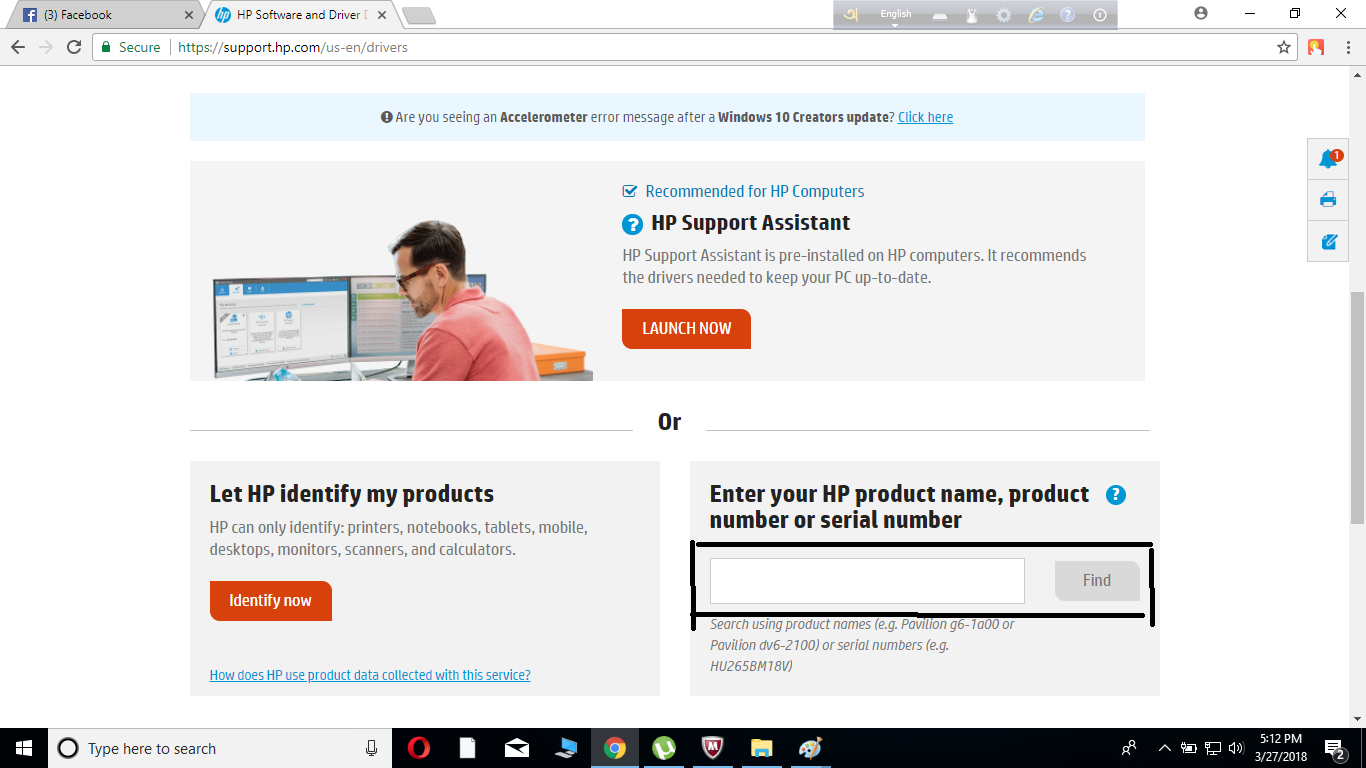 (3) Facebook
HP Software and Driver D
English
Secure
https://support.hp.com/us-en/drivers
Are you seeing an Accelerometer error message after a Windows 10 Creators update? Click here
1
Recommended for HP Computers
? HP Support Assistant
HP Support Assistant is pre-installed on HP computers. It recommends
the drivers needed to keep your PC up-to-date.
LAUNCH NOW
Or
Let HP identify my products
HP can only identify: printers, notebooks, tablets, mobile,
desktops, monitors, scanners, and calculators.
Identify now
How does HP use product data collected with this service?
Enter your HP product name, product ?
number or serial number
Find
Search using product names (e.g. Pavilion g6-1a00 or
Pavilion dv6-2100) or serial numbers (e.g.
HU265BM18V)
Type here to search
5:12 PM
3/27/2018
2